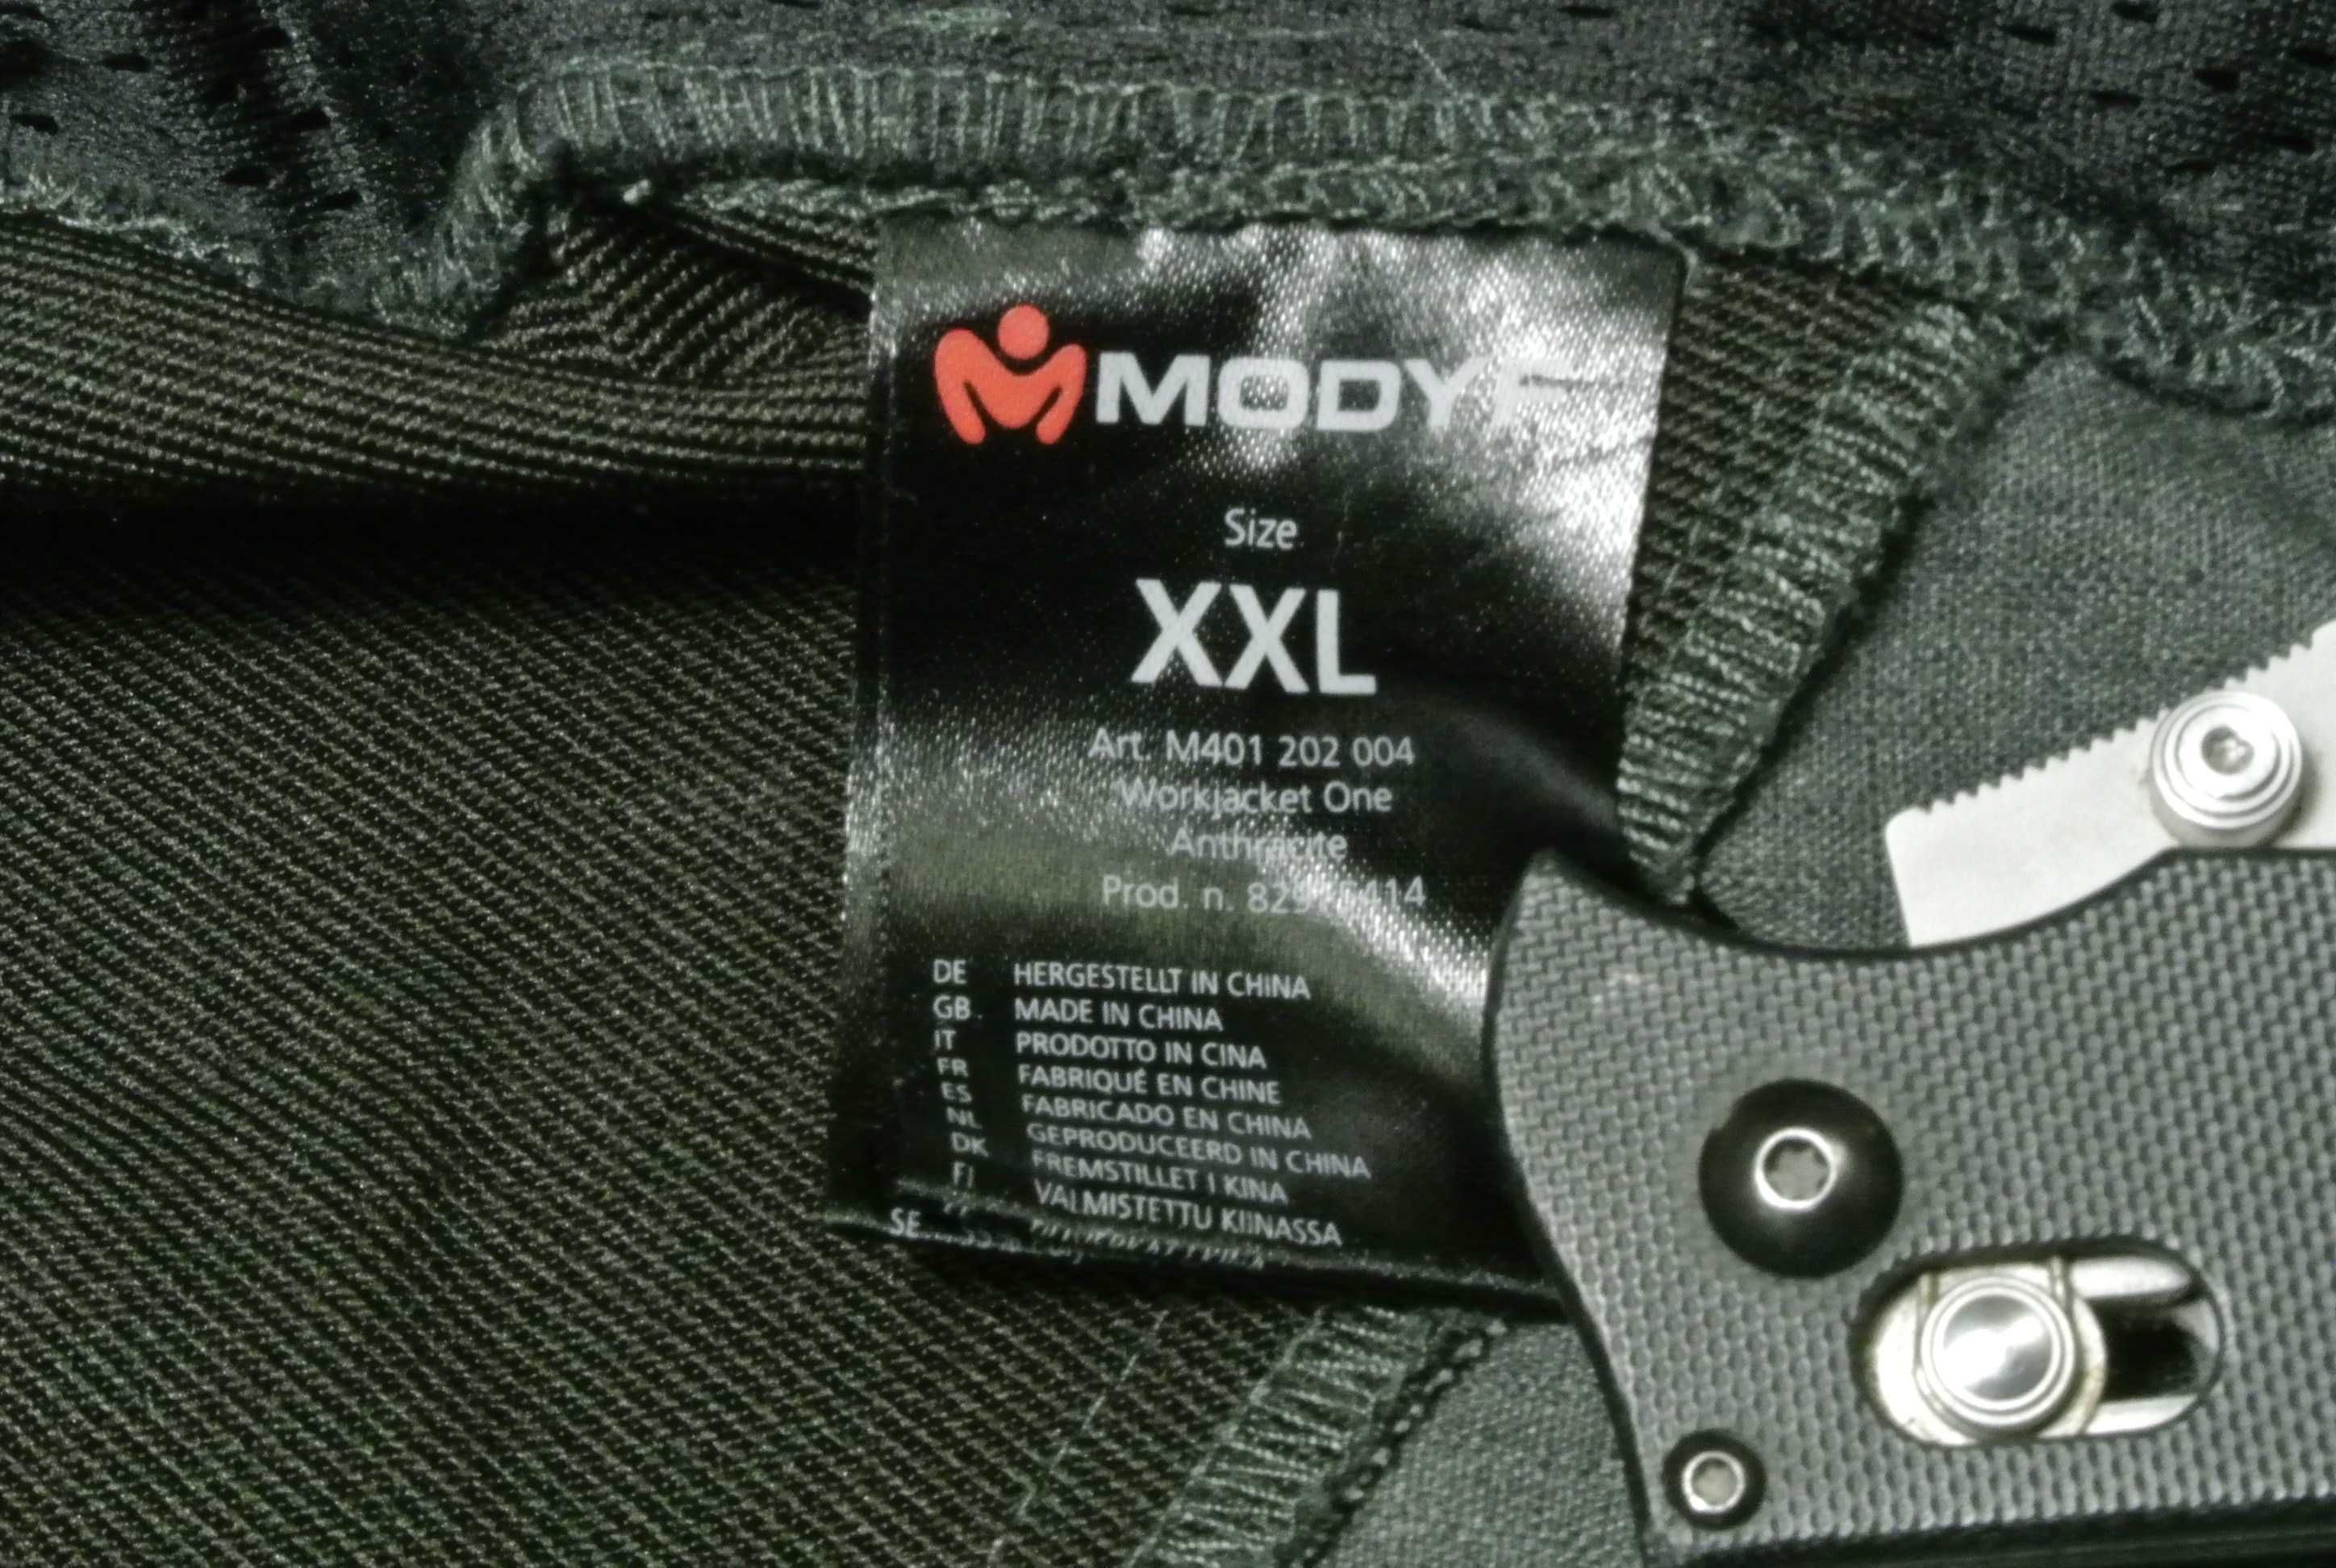 MODYF
Size
XXL
Art. M401 202 004
Workjacket One
Anthracite
Prod. n.
DE HERGESTELLT IN CHINA
GB MADE IN CHINA
IT PRODOTTO IN CINA
FR FABRIQUÉ EN CHINE
ES FABRICADO EN CHINA
NL GEPRODUCEERD IN CHINA
DK FREMSTILLET I KINA
FI VALMISTETTU KIINASSA
SE